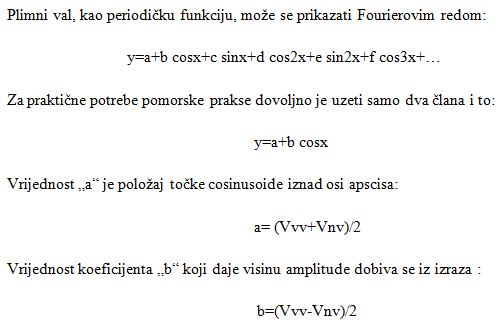 Plimni val, kao periodičku funkciju, može se prikazati Fourierovim redom:
y=a+b cosx+c sinx+d cos2x+e sin2x+f cos3x+…
Za praktične potrebe pomorske prakse dovoljno je uzeti samo dva člana i to:
y=a+b cosx
Vrijednost „a“ je položaj točke cosinusoide iznad osi apscisa:
a= (Vvv+Vnv)/2
Vrijednost koeficijenta „b“ koji daje visinu amplitude dobiva se iz izraza :
b=(Vvv-Vnv)/2